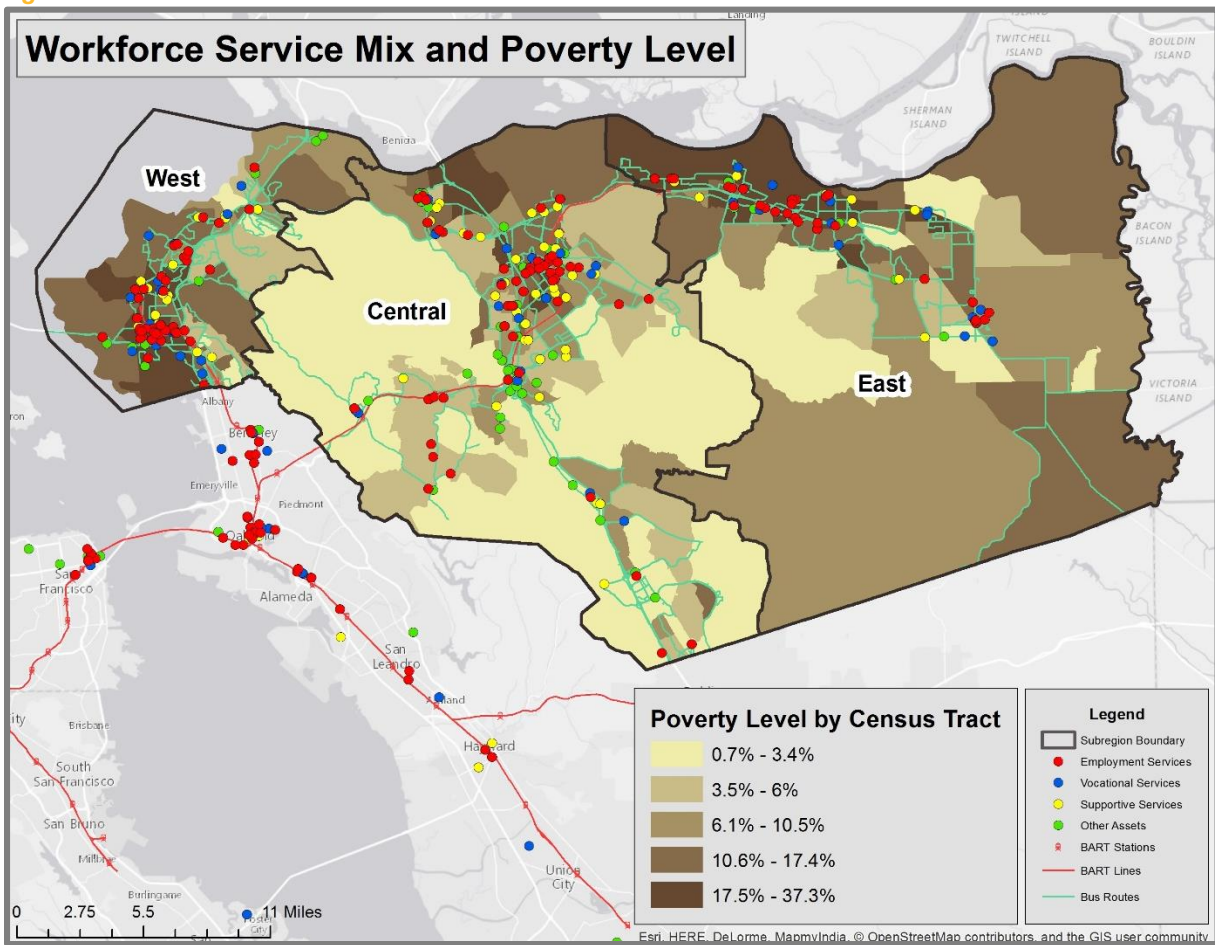 Workforce Service Mix and Poverty Level
Landing
TWITCHELL
ISLAND
BOULDIN
ISLAND
Benicia
SHERMAN
ISLAND
West
BACON
ISLAND
Central
East
VICTORIA
ISLAND
Albany
Emeryville
Piedmont
San
Francisco
Alameda
San
Leandro
Brisbane
South
San Francisco
San Bruno
Union
City
Burlingame
0 2.75 5.5 11 Miles
Poverty Level by Census Tract
0.7% - 3.4%
3.5% - 6%
6.1% - 10.5%
10.6% - 17.4%
17.5% - 37.3%
Legend
Subregion Boundary
Employment Services
Vocational Services
Supportive Services
Other Assets
BART Stations
BART Lines
Bus Routes
Esri, HERE, DeLorme, MapmyIndia, © OpenStreetMap contributors, and the GIS user community